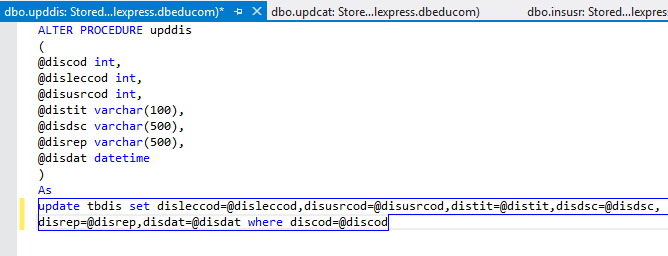 dbo.upddis: Stored...lexpress.dbeducom)* dbo.updcat: Store...lexpress.dbeducom) dbo.insusr: Stored...lexpres
ALTER PROCEDURE upddis
(
@discod int,
@disleccod int,
@disusrcod int,
@distit varchar(100),
@disdsc varchar(500),
@disrep varchar(500),
@disdat datetime
)
As
update tbdis set disleccod=@disleccod,disusrcod=@disusrcod,distit=@distit,disdsc=@disdsc,
disrep=@disrep,disdat=@disdat where discod=@discod